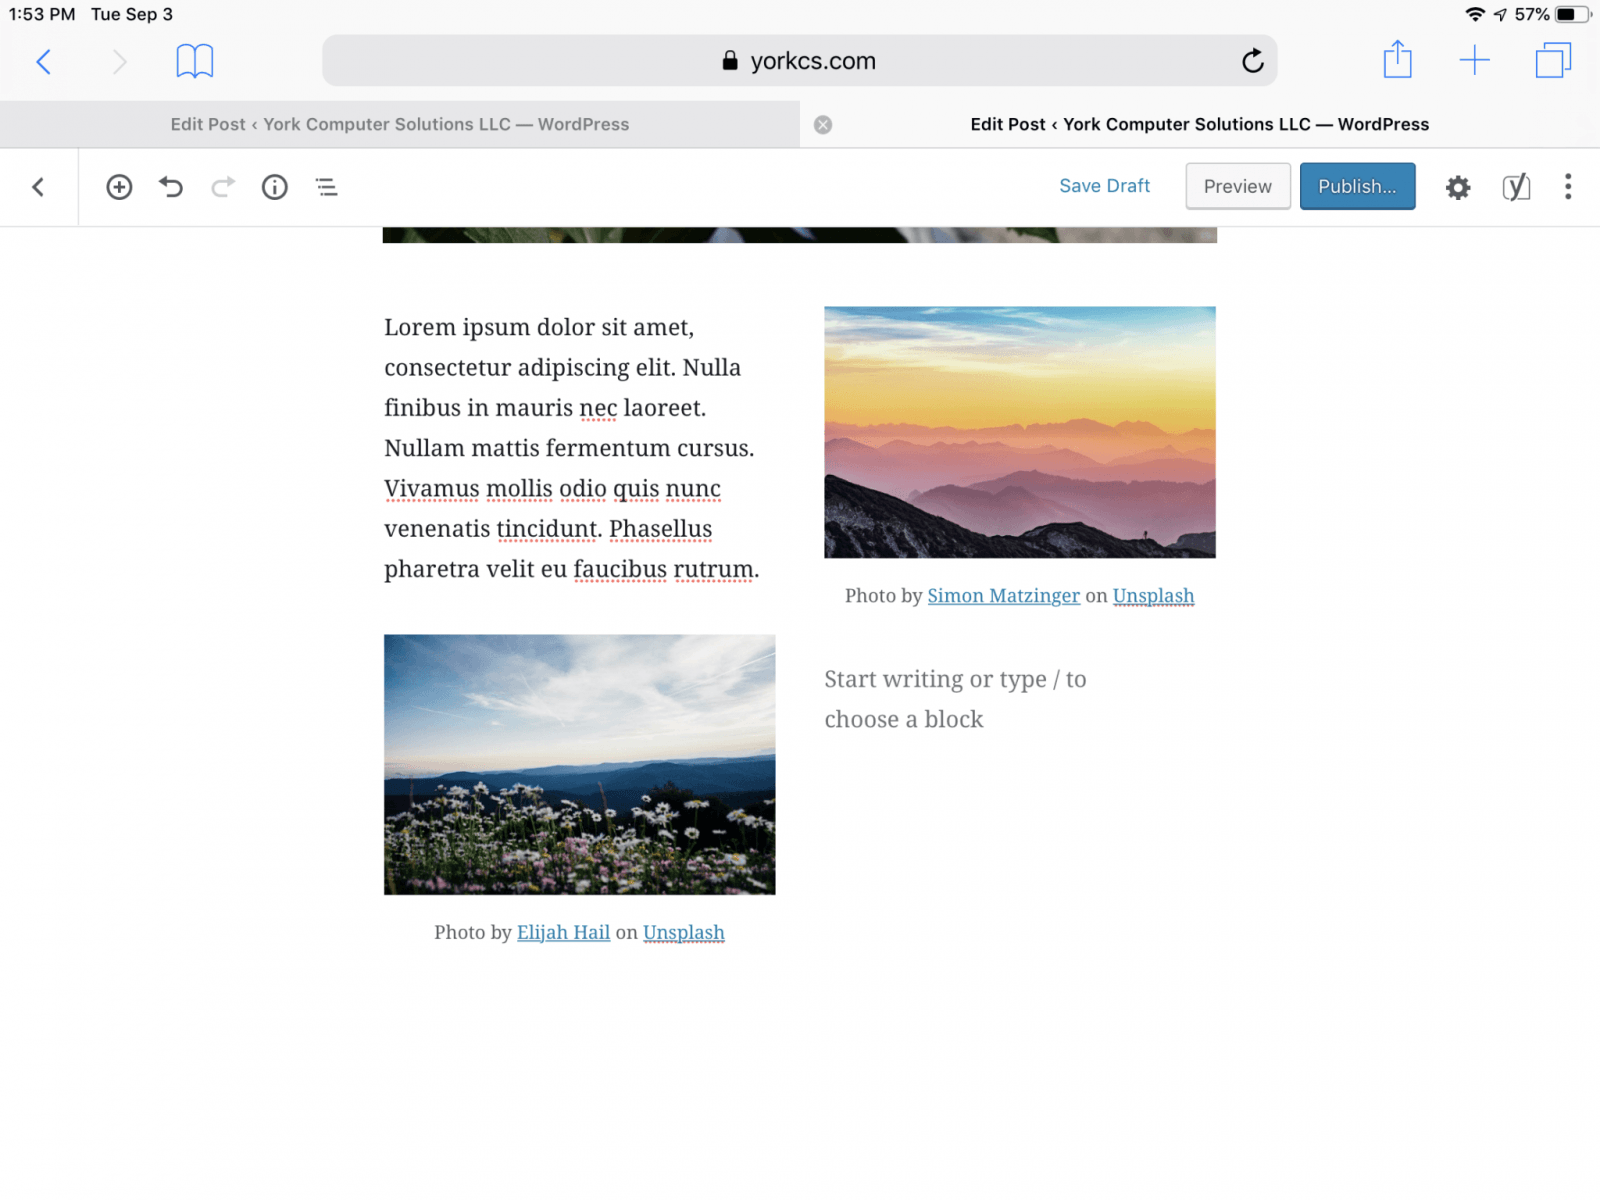 1:53 PM Tue Sep 3
57%
yorkcs.com
Edit Post ‹ York Computer Solutions LLC — WordPress
Edit Post ‹ York Computer Solutions LLC — WordPress
Save Draft
Preview
Publish...
Lorem ipsum dolor sit amet,
consectetur adipiscing elit. Nulla
finibus in mauris nec laoreet.
Nullam mattis fermentum cursus.
Vivamus mollis odio quis nunc
venenatis tincidunt. Phasellus
pharetra velit eu faucibus rutrum.
Photo by Simon Matzinger on Unsplash
Start writing or type / to
choose a block
Photo by Elijah Hail on Unsplash